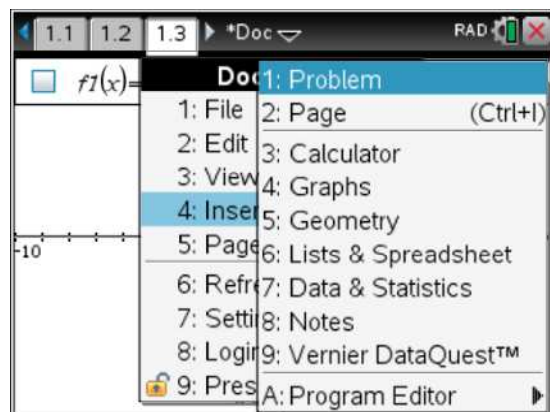 1.1 1.2 1.3 *Doc RAD
f1(x)=
Doc
1: File
2: Edit
3: View
4: Inser
5: Page
6: Refre
7: Settin
8: Login
9: Pres
1: Problem
2: Page (Ctrl+I)
3: Calculator
4: Graphs
5: Geometry
6: Lists & Spreadsheet
7: Data & Statistics
8: Notes
9: Vernier DataQuest™
A: Program Editor
-10